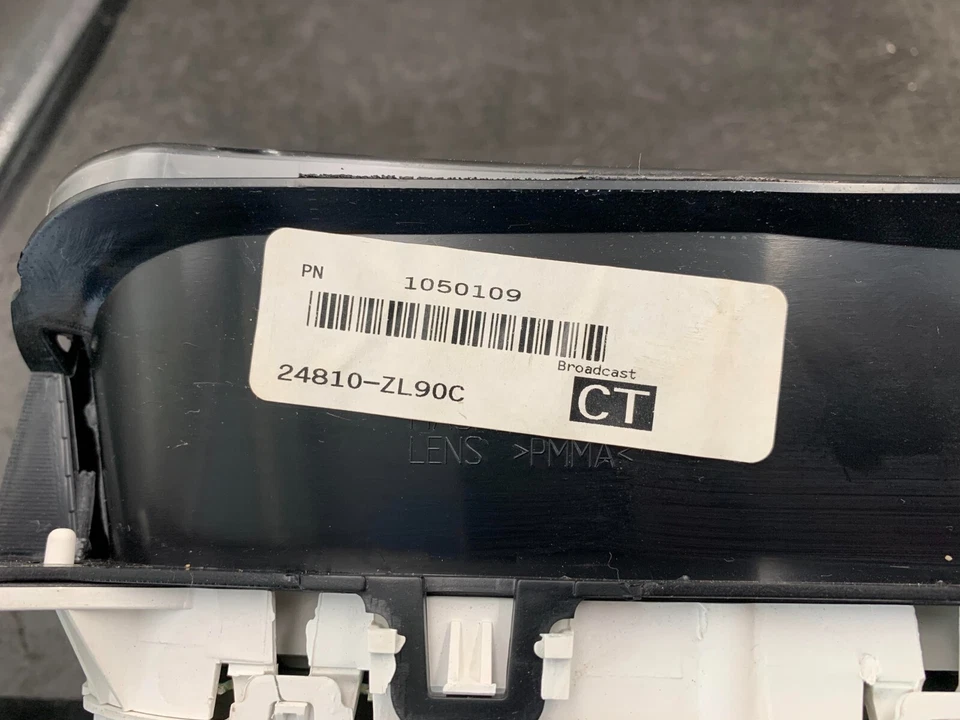 PN 1050109
Broadcast
24810-ZL90C CT
LENS >PMMA<